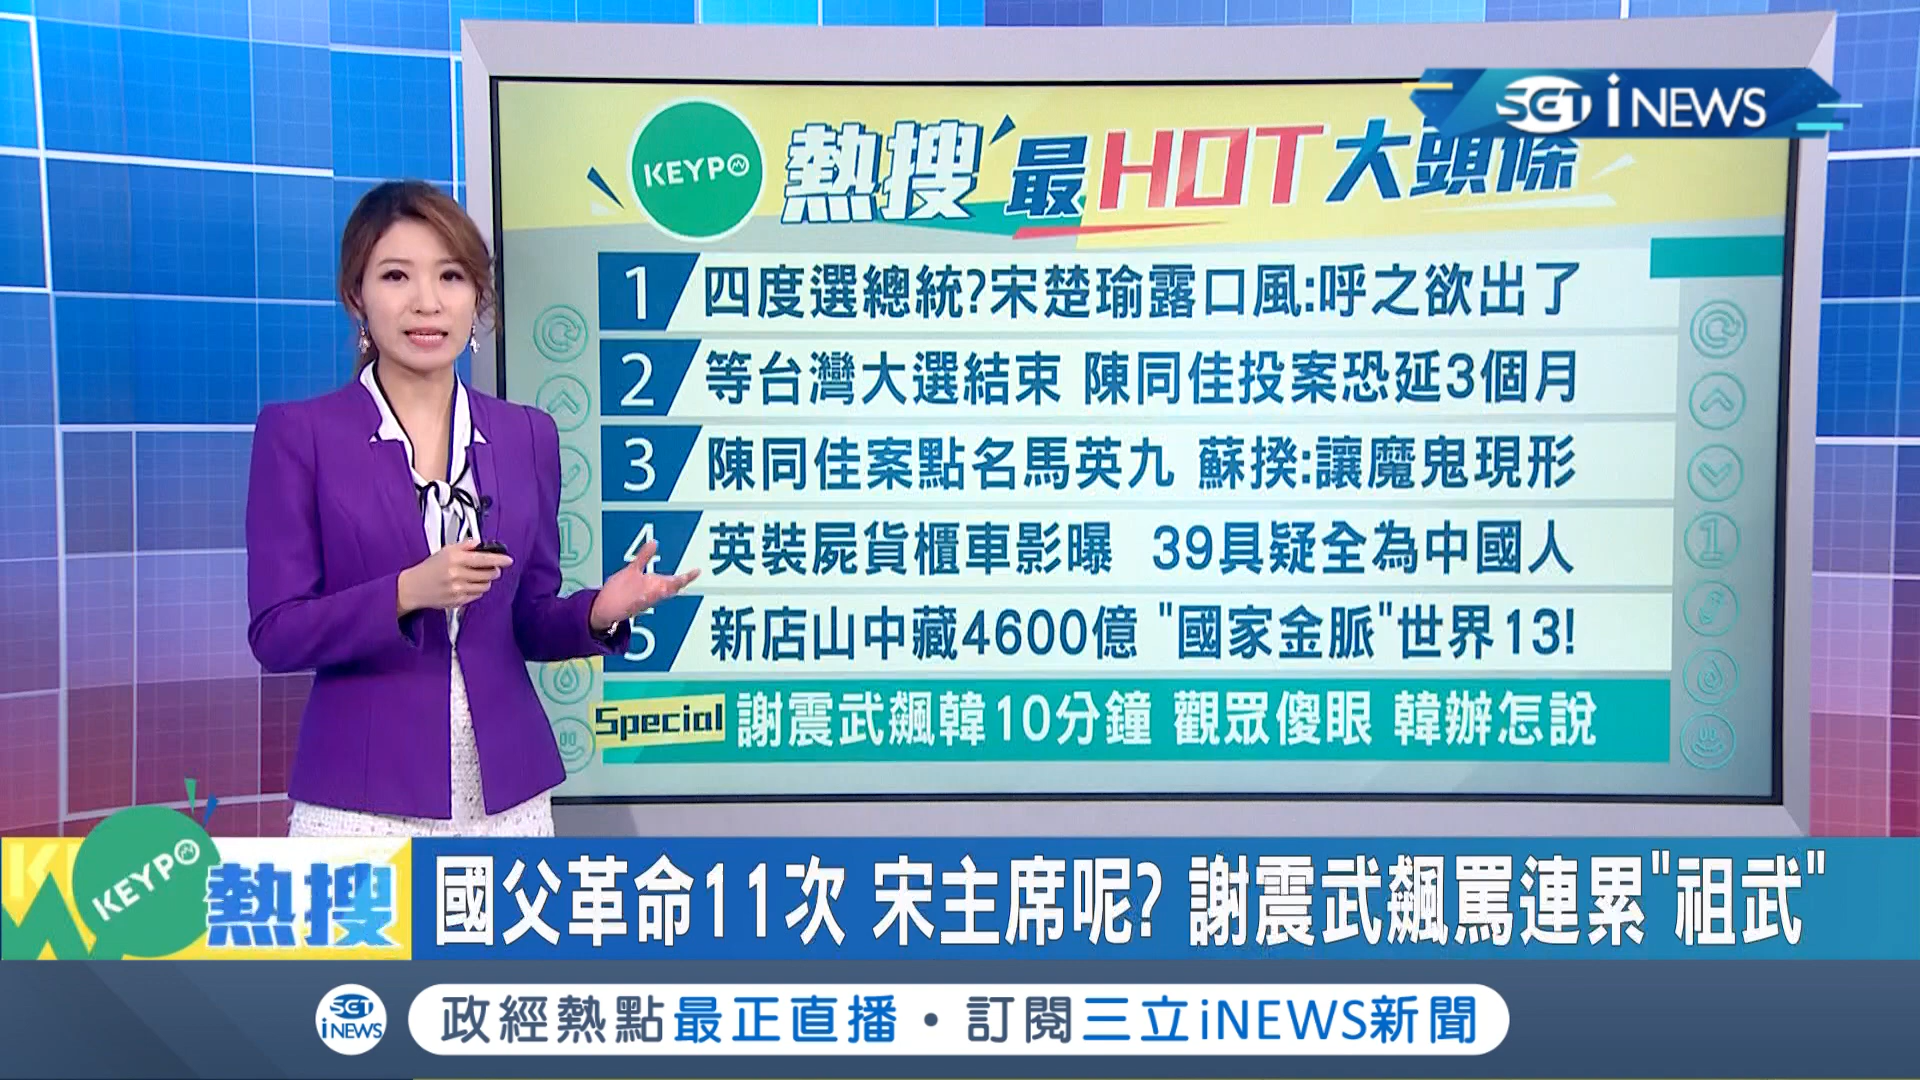 SET iNEWS
KEYPO 熱搜 最HOT大頭條
1 四度選總統?宋楚瑜露口風:呼之欲出了
2 等台灣大選結束 陳同佳投案恐延3個月
3 陳同佳案點名馬英九 蘇揆:讓魔鬼現形
4 英裝屍貨櫃車影曝 39具疑全為中國人
5 新店山中藏4600億 "國家金脈"世界13!
Special 謝震武飆韓10分鐘 觀眾傻眼 韓辦怎說
KEYPO 熱搜 國父革命11次 宋主席呢? 謝震武飆罵連累"祖武"
SET iNEWS 政經熱點最正直播・訂閱三立iNEWS新聞